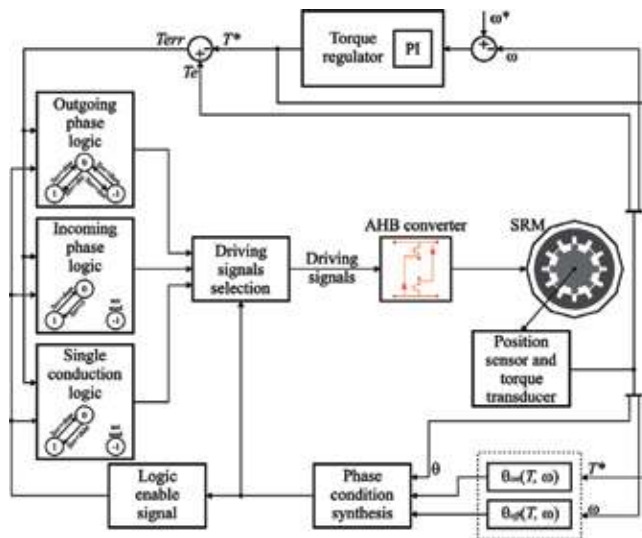 ω*
Terr
T*
Torque
regulator
PI
ω
Te
Outgoing
phase
logic
0
1
-1
AHB converter
SRM
Incoming
phase
logic
0
1
-1
Driving
signals
selection
Driving
signals
Position
sensor and
torque
transducer
Single
conduction
logic
0
1
-1
θ
Logic
enable
signal
Phase
condition
synthesis
θon(T, ω)
T*
θoff(T, ω)
ω